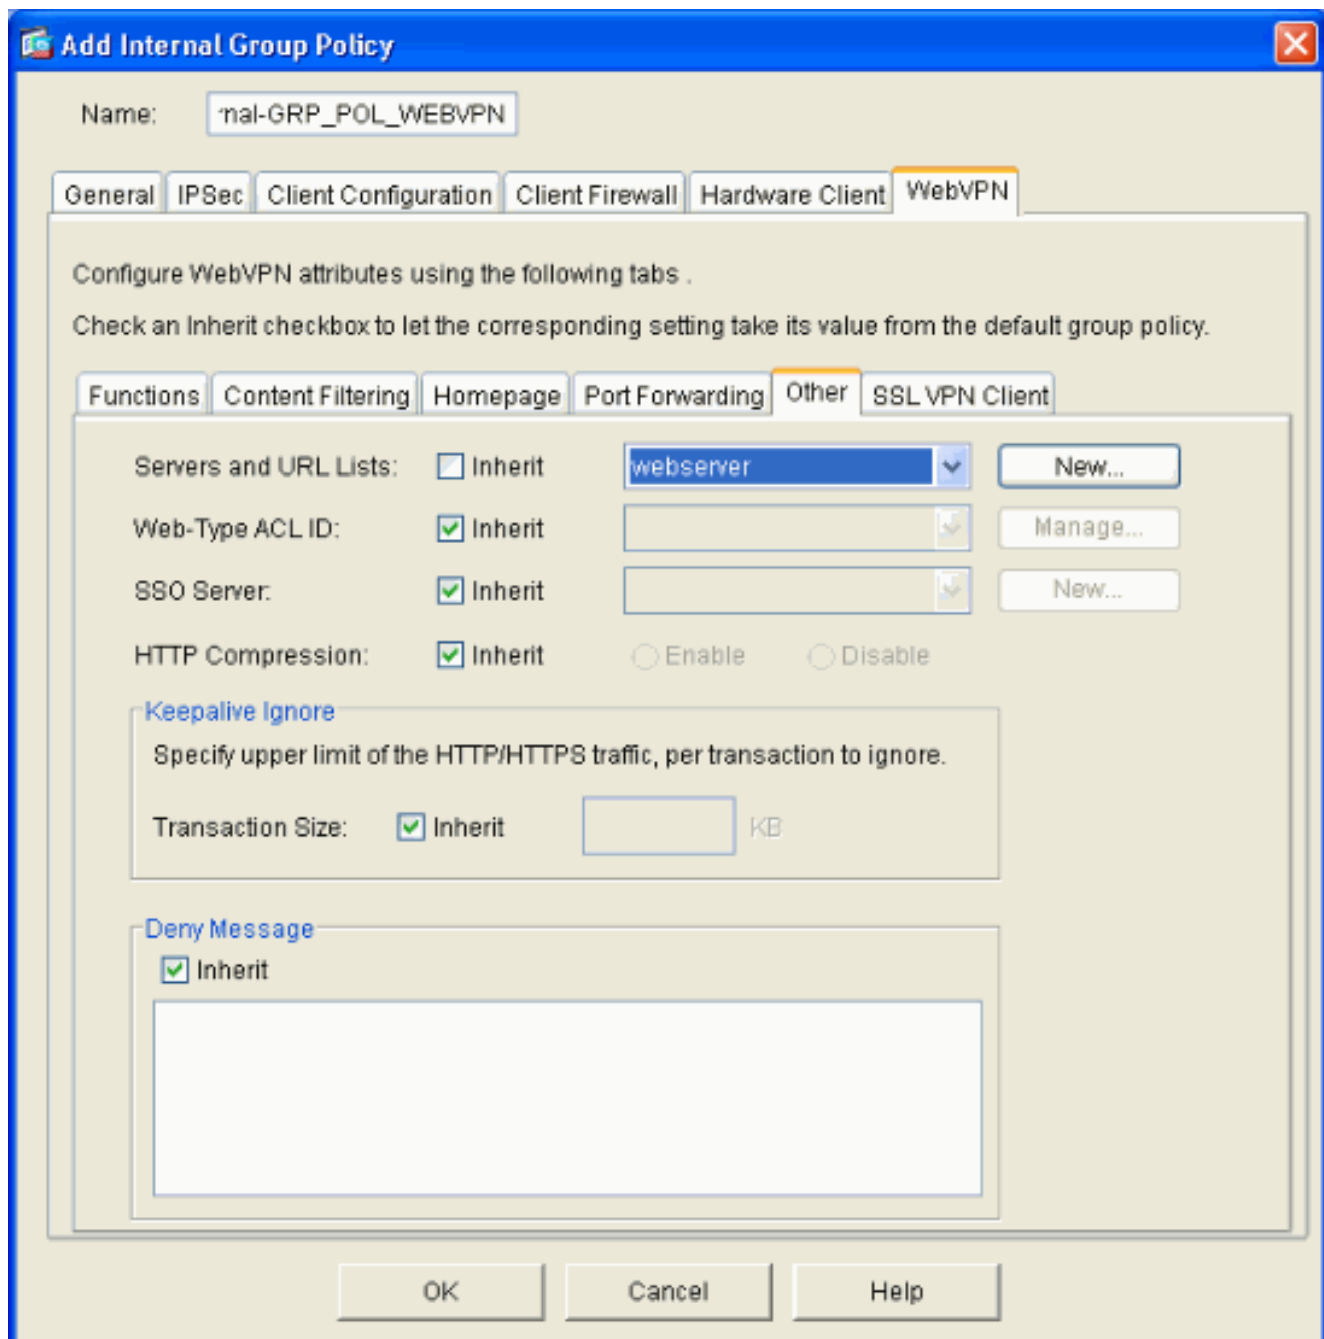 Add Internal Group Policy
Name: nal-GRP_POL_WEBVPN
General IPSec Client Configuration Client Firewall Hardware Client WebVPN
Configure WebVPN attributes using the following tabs .
Check an Inherit checkbox to let the corresponding setting take its value from the default group policy.
Functions Content Filtering Homepage Port Forwarding Other SSL VPN Client
Servers and URL Lists: Inherit webserver New...
Web-Type ACL ID: Inherit Manage...
SSO Server: Inherit New...
HTTP Compression: Inherit Enable Disable
Keepalive Ignore
Specify upper limit of the HTTP/HTTPS traffic, per transaction to ignore.
Transaction Size: Inherit KB
Deny Message
Inherit
OK Cancel Help